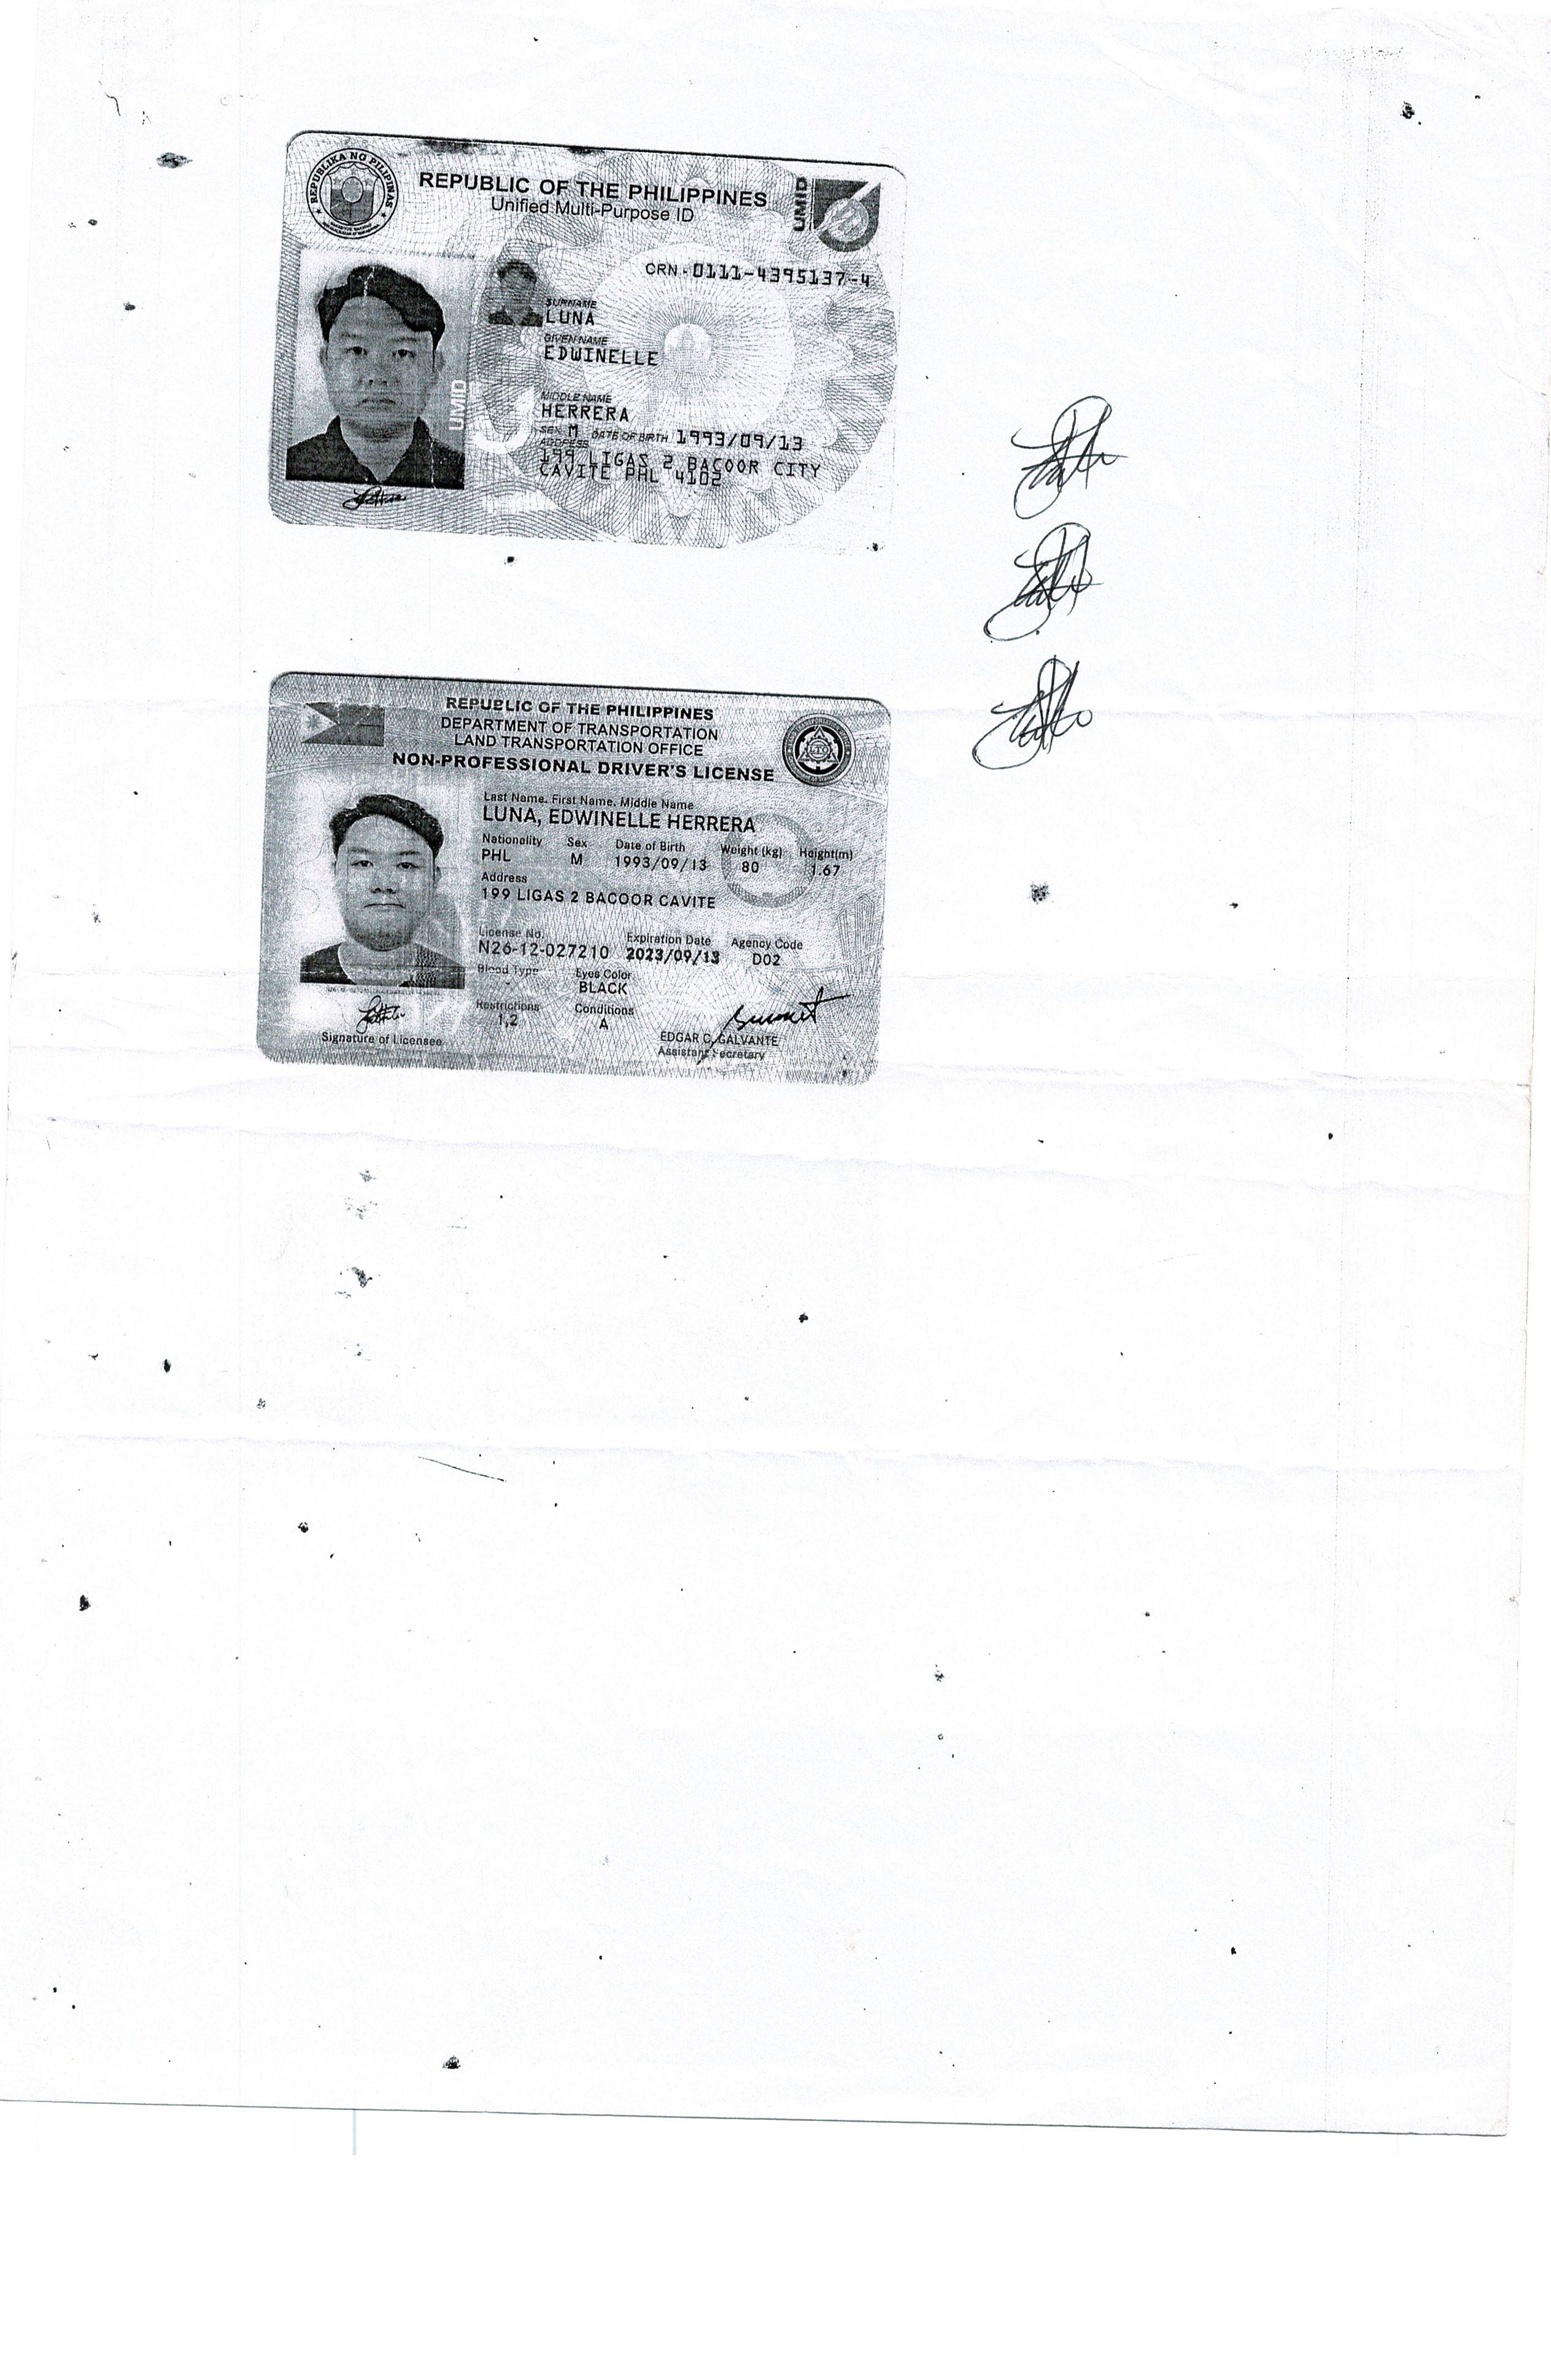 REPUBLIKA NG PILIPINAS
REPUBLIC OF THE PHILIPPINES
Unified Multi-Purpose ID
UMID
CRN - 0111-4395137-4
SURNAME
LUNA
GIVEN NAME
EDWINELLE
UMID
MIDDLE NAME
HERRERA
SEX M DATE OF BIRTH 1993/09/13
ADDRESS
199 LIGAS 2 BACOOR CITY
CAVITE PHL 4102
REPUBLIC OF THE PHILIPPINES
DEPARTMENT OF TRANSPORTATION
LAND TRANSPORTATION OFFICE
NON-PROFESSIONAL DRIVER'S LICENSE
LTO
Last Name. First Name. Middle Name
LUNA, EDWINELLE HERRERA
Nationality Sex Date of Birth Weight (kg) Height(m)
PHL M 1993/09/13 80 1.67
Address
199 LIGAS 2 BACOOR CAVITE
License No. Expiration Date Agency Code
N26-12-027210 2023/09/13 D02
Blood Type Eyes Color
- BLACK
Restrictions Conditions
1,2 A
Signature of Licensee
EDGAR C. GALVANTE
Assistant Secretary